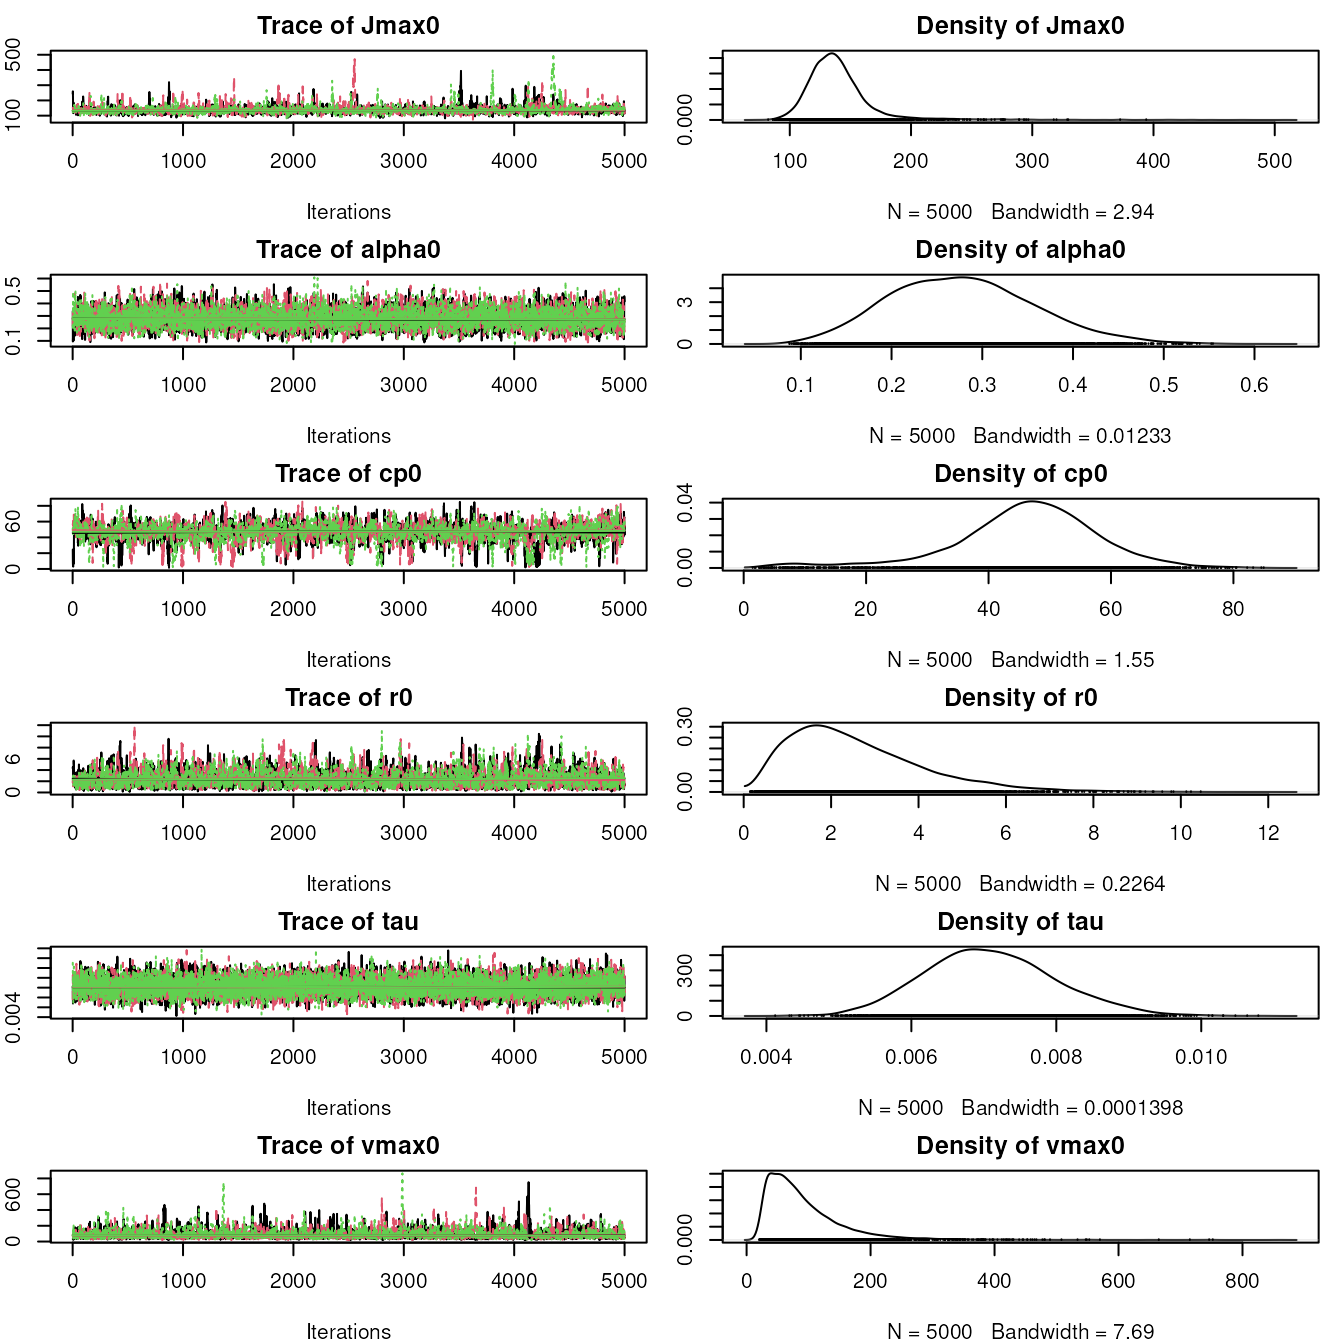 Trace of Jmax0
Density of Jmax0
100 500
0.000
0 1000 2000 3000 4000 5000
100 200 300 400 500
Iterations
N = 5000 Bandwidth = 2.94
Trace of alpha0
Density of alpha0
0.1 0.5
0 3
0 1000 2000 3000 4000 5000
0.1 0.2 0.3 0.4 0.5 0.6
Iterations
N = 5000 Bandwidth = 0.01233
Trace of cp0
Density of cp0
0 60
0.00 0.04
0 1000 2000 3000 4000 5000
0 20 40 60 80
Iterations
N = 5000 Bandwidth = 1.55
Trace of r0
Density of r0
0 6
0.00 0.30
0 1000 2000 3000 4000 5000
0 2 4 6 8 10 12
Iterations
N = 5000 Bandwidth = 0.2264
Trace of tau
Density of tau
0.004
0 300
0 1000 2000 3000 4000 5000
0.004 0.006 0.008 0.010
Iterations
N = 5000 Bandwidth = 0.0001398
Trace of vmax0
Density of vmax0
0 600
0.000
0 1000 2000 3000 4000 5000
0 200 400 600 800
Iterations
N = 5000 Bandwidth = 7.69